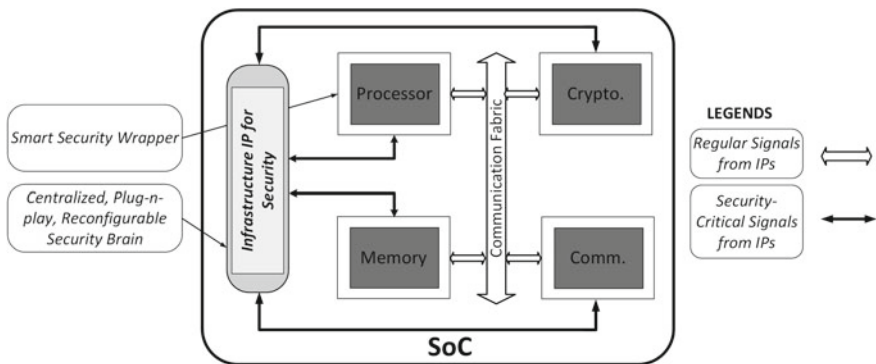 Smart Security Wrapper
Centralized, Plug-n-
play, Reconfigurable
Security Brain
Infrastructure IP for
Security
Processor
Crypto.
Communication Fabric
Memory
Comm.
SoC
LEGENDS
Regular Signals
from IPs
Security-
Critical Signals
from IPs